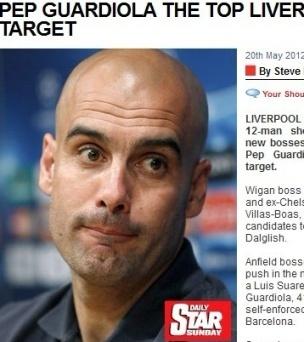 PEP GUARDIOLA THE TOP LIVER
TARGET
20th May 2012
By Steve
Your Shou
LIVERPOOL
12-man sho
new bosses
Pep Guardi
target.
Wigan boss
and ex-Chels
Villas-Boas,
candidates t
Dalglish.
Anfield boss
push in the n
a Luis Suare
Guardiola, 4
self-enforced
Barcelona.
DAILY
STAR
SUNDAY